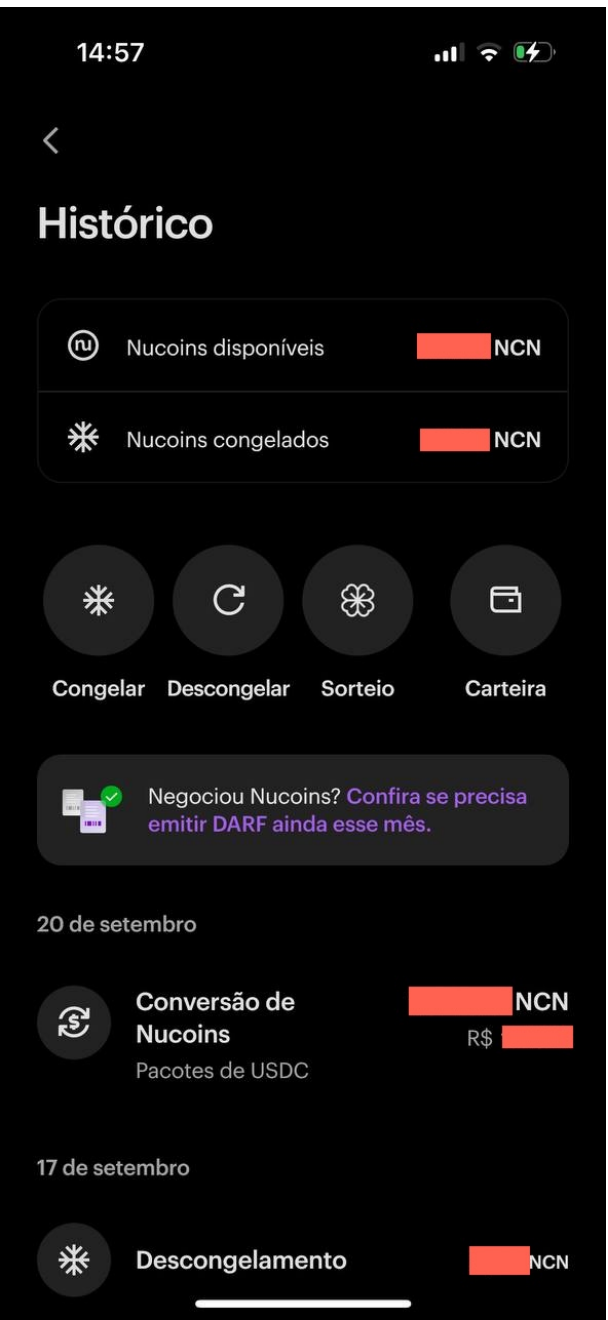 14:57
Histórico
Nucoins disponíveis NCN
Nucoins congelados NCN
Congelar Descongelar Sorteio Carteira
Negociou Nucoins? Confira se precisa
emitir DARF ainda esse mês.
20 de setembro
Conversão de NCN
Nucoins R$
Pacotes de USDC
17 de setembro
Descongelamento NCN